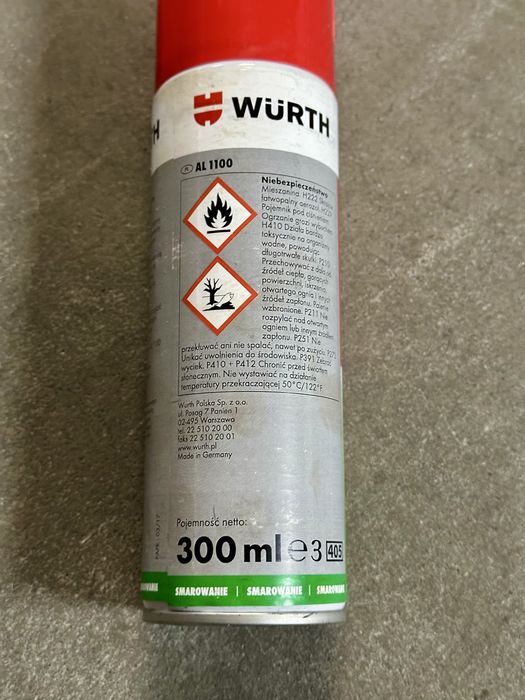 WÜRTH
PL AL 1100
Niebezpieczeństwo
Mieszanina. H222 Skrajnie
łatwopalny aerozol. H229
Pojemnik pod ciśnieniem:
Ogrzanie grozi wybuchem.
H410 Działa bardzo
toksycznie na organizmy
wodne, powodując
długotrwałe skutki. P210
Przechowywać z dala od
źródeł ciepła, gorących
powierzchni, iskrzenia,
otwartego ognia i innych
źródeł zapłonu. Palenie
wzbronione. P211 Nie
rozpylać nad otwartym
ogniem lub innym źródłem
zapłonu. P251 Nie
przekłuwać ani nie spalać, nawet po zużyciu. P273
Unikać uwolnienia do środowiska. P391 Zebrać
wyciek. P410 + P412 Chronić przed światłem
słonecznym. Nie wystawiać na działanie
temperatury przekraczającej 50°C/122°F.
Wurth Polska Sp. z o.o.
ul. Posag 7 Panien 1
02-495 Warszawa
tel. 22 510 20 00
faks 22 510 20 01
www.wurth.pl
Made in Germany
Pojemność netto:
300 ml ℮ 3 405
SMAROWANIE | SMAROWANIE | SMAROWANIE